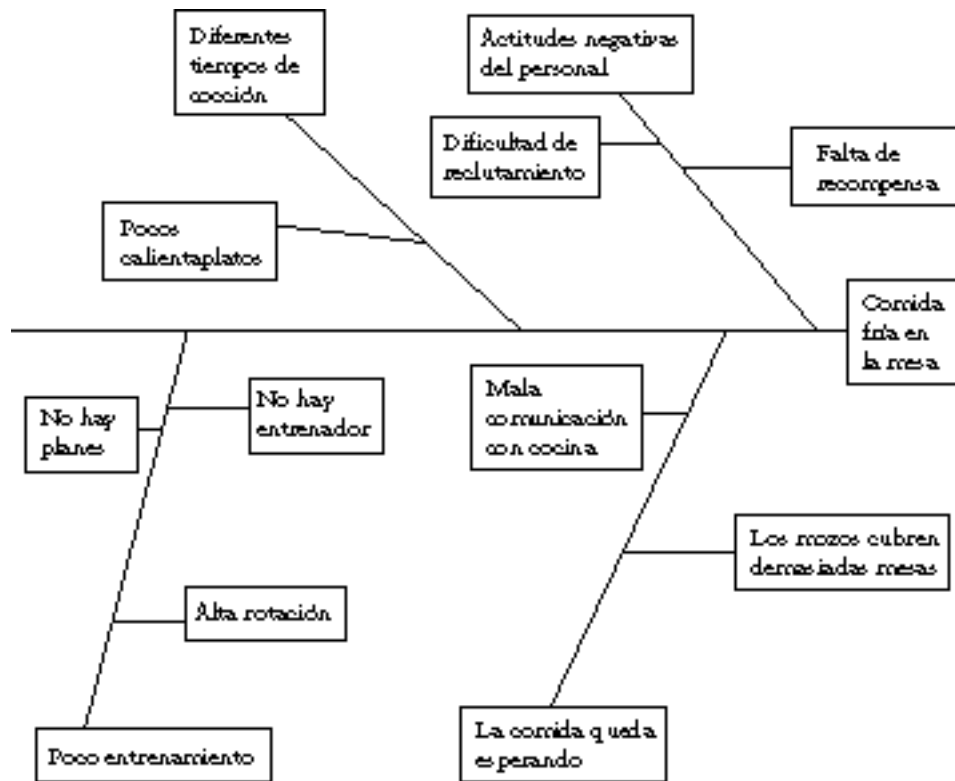 Diferentes
tiempos de
cocción
Actitudes negativas
del personal
Dificultad de
reclutamiento
Falta de
recompensa
Pocos
calientaplatos
Comida
fría en
la mesa
No hay
planes
No hay
entrenador
Mala
comunicación
con cocina
Los mozos cubren
demasiadas mesas
Alta rotación
Poco entrenamiento
La comida queda
esperando